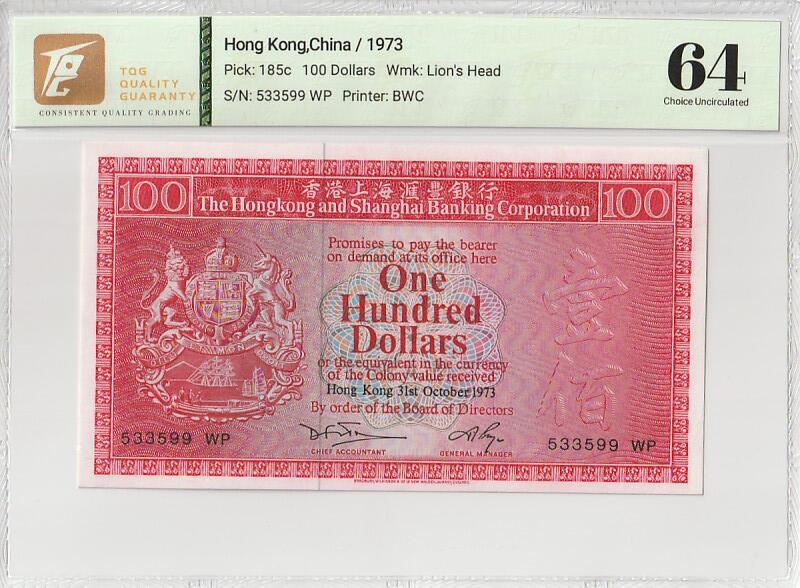 TQG
QUALITY
GUARANTY
CONSISTENT QUALITY GRADING
Hong Kong,China / 1973
Pick: 185c 100 Dollars Wmk: Lion's Head
S/N: 533599 WP Printer: BWC
64
Choice Uncirculated
100
香港上海滙豐銀行
The Hongkong and Shanghai Banking Corporation
100
Promises to pay the bearer
on demand at its office here
One
Hundred
Dollars
or the equivalent in the currency
of the Colony value received
Hong Kong 31st October 1973
By order of the Board of Directors
壹
佰
533599 WP
CHIEF ACCOUNTANT
GENERAL MANAGER
533599 WP